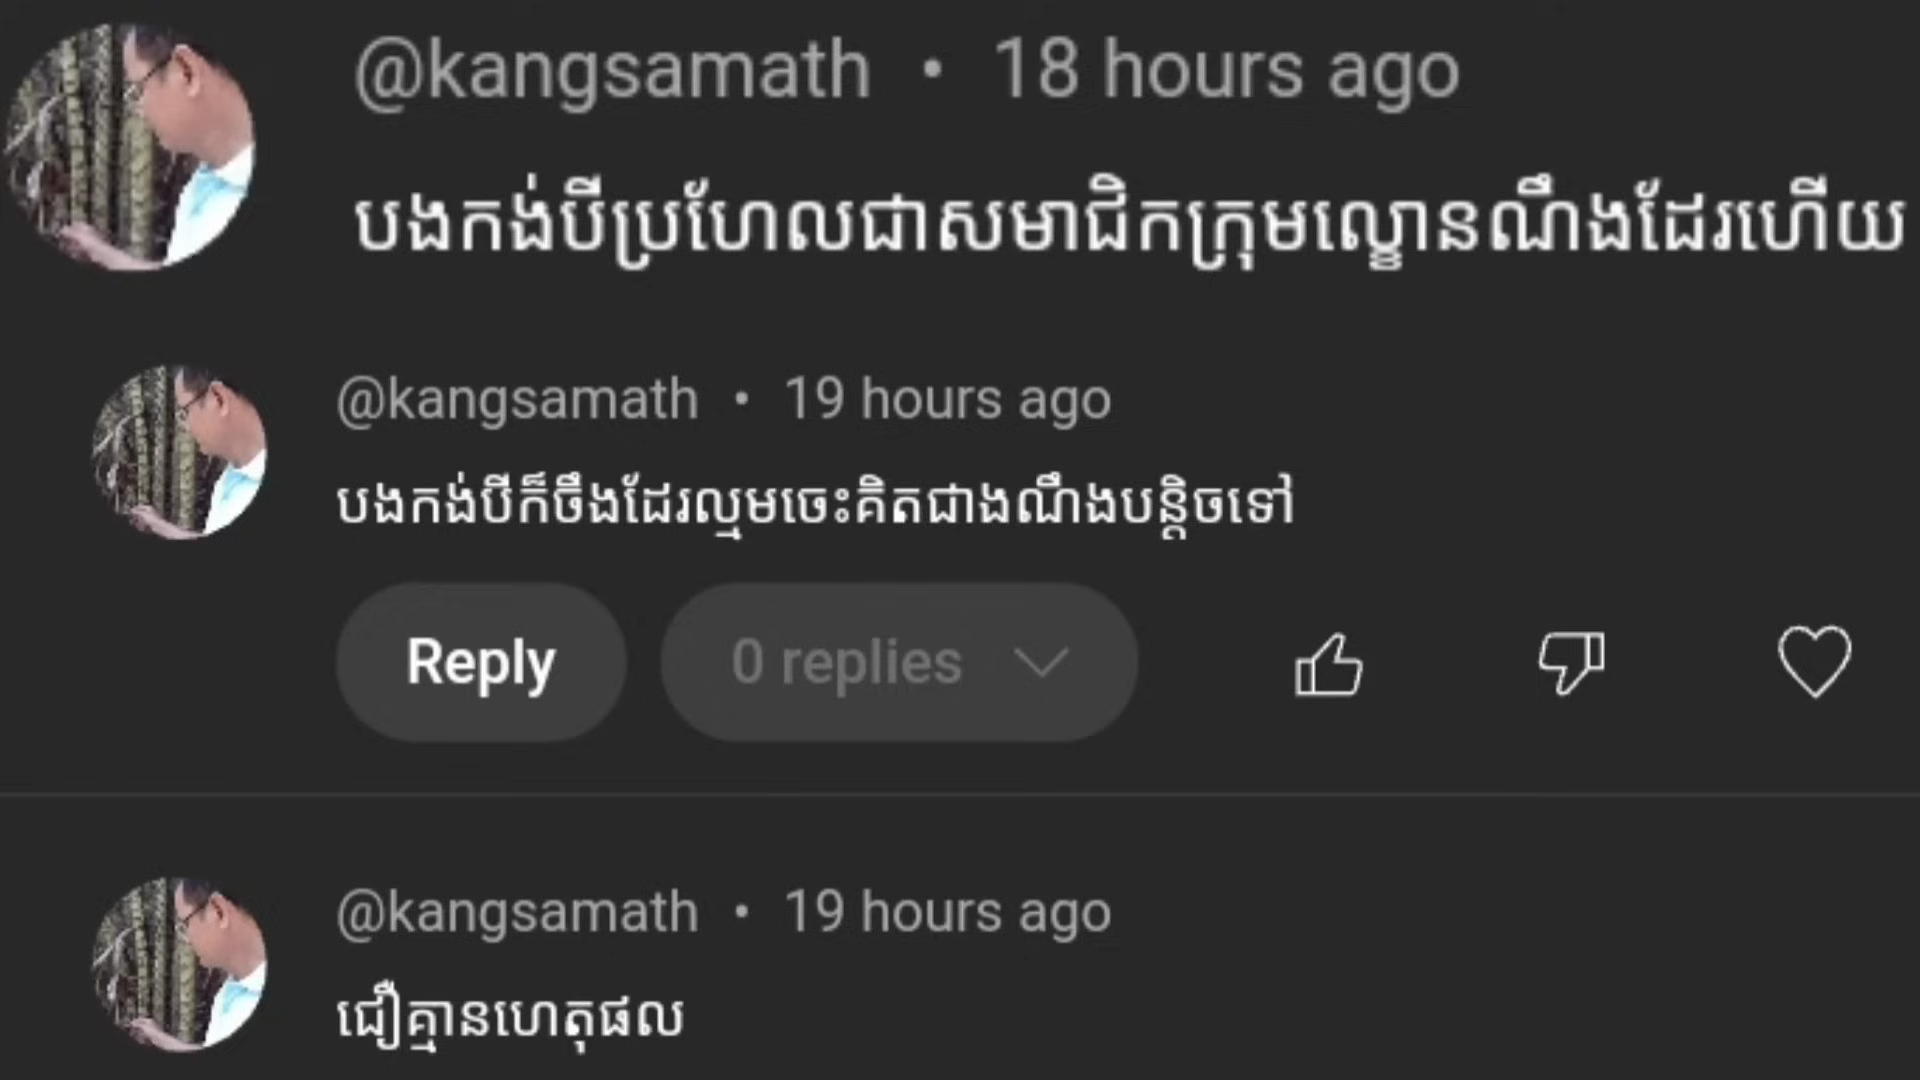 @kangsamath • 18 hours ago
បងកង់បីប្រហែលជាសមាជិកក្រុមល្ខោនណឹងដែរហើយ
@kangsamath • 19 hours ago
បងកង់បីក៏ចឹងដែរល្មមចេះគិតជាងណឹងបន្តិចទៅ
Reply
0 replies
@kangsamath • 19 hours ago
ជឿគ្មានហេតុផល